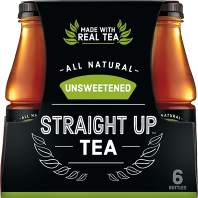 MADE WITH
REAL TEA
ALL NATURAL
UNSWEETENED
STRAIGHT UP
TEA
6
BOTTLES